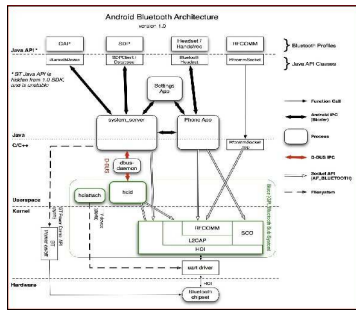 Android Bluetooth Architecture
version 1.0
Java API *
GAP*
SDP*
Headset /
Handsfree
RFCOMM
Bluetooth Profiles
Java API Classes
* BT Java API is
hidden from 1.0 SDK,
and is unstable
Settings
App
system_server
Phone App
Java
C/C++
D-BUS
dbus-
daemon
hcid
Userspace
Kernel
RFCOMM
SCO
L2CAP
HCI
uart driver
HCI
Hardware
Bluetooth
chipset
Function Call
Android IPC
(Binder)
Process
D-BUS IPC
Socket API
(AF_BLUETOOTH)
Filesystem